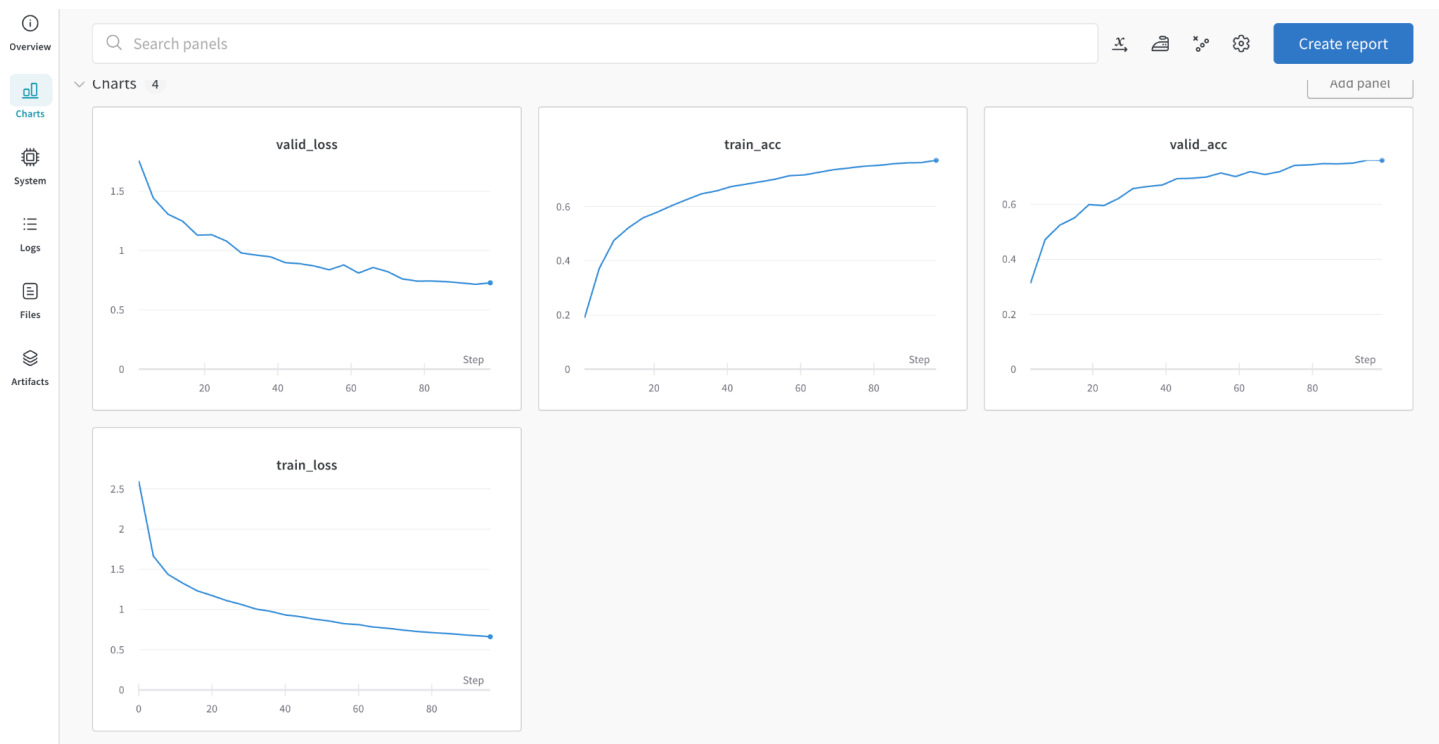 Overview
Charts
System
Logs
Files
Artifacts
Search panels
Create report
Charts 4
Add panel
valid_loss
1.5
1
0.5
0
Step
20 40 60 80
train_acc
0.6
0.4
0.2
0
Step
20 40 60 80
valid_acc
0.6
0.4
0.2
0
Step
20 40 60 80
train_loss
2.5
2
1.5
1
0.5
0
Step
0 20 40 60 80